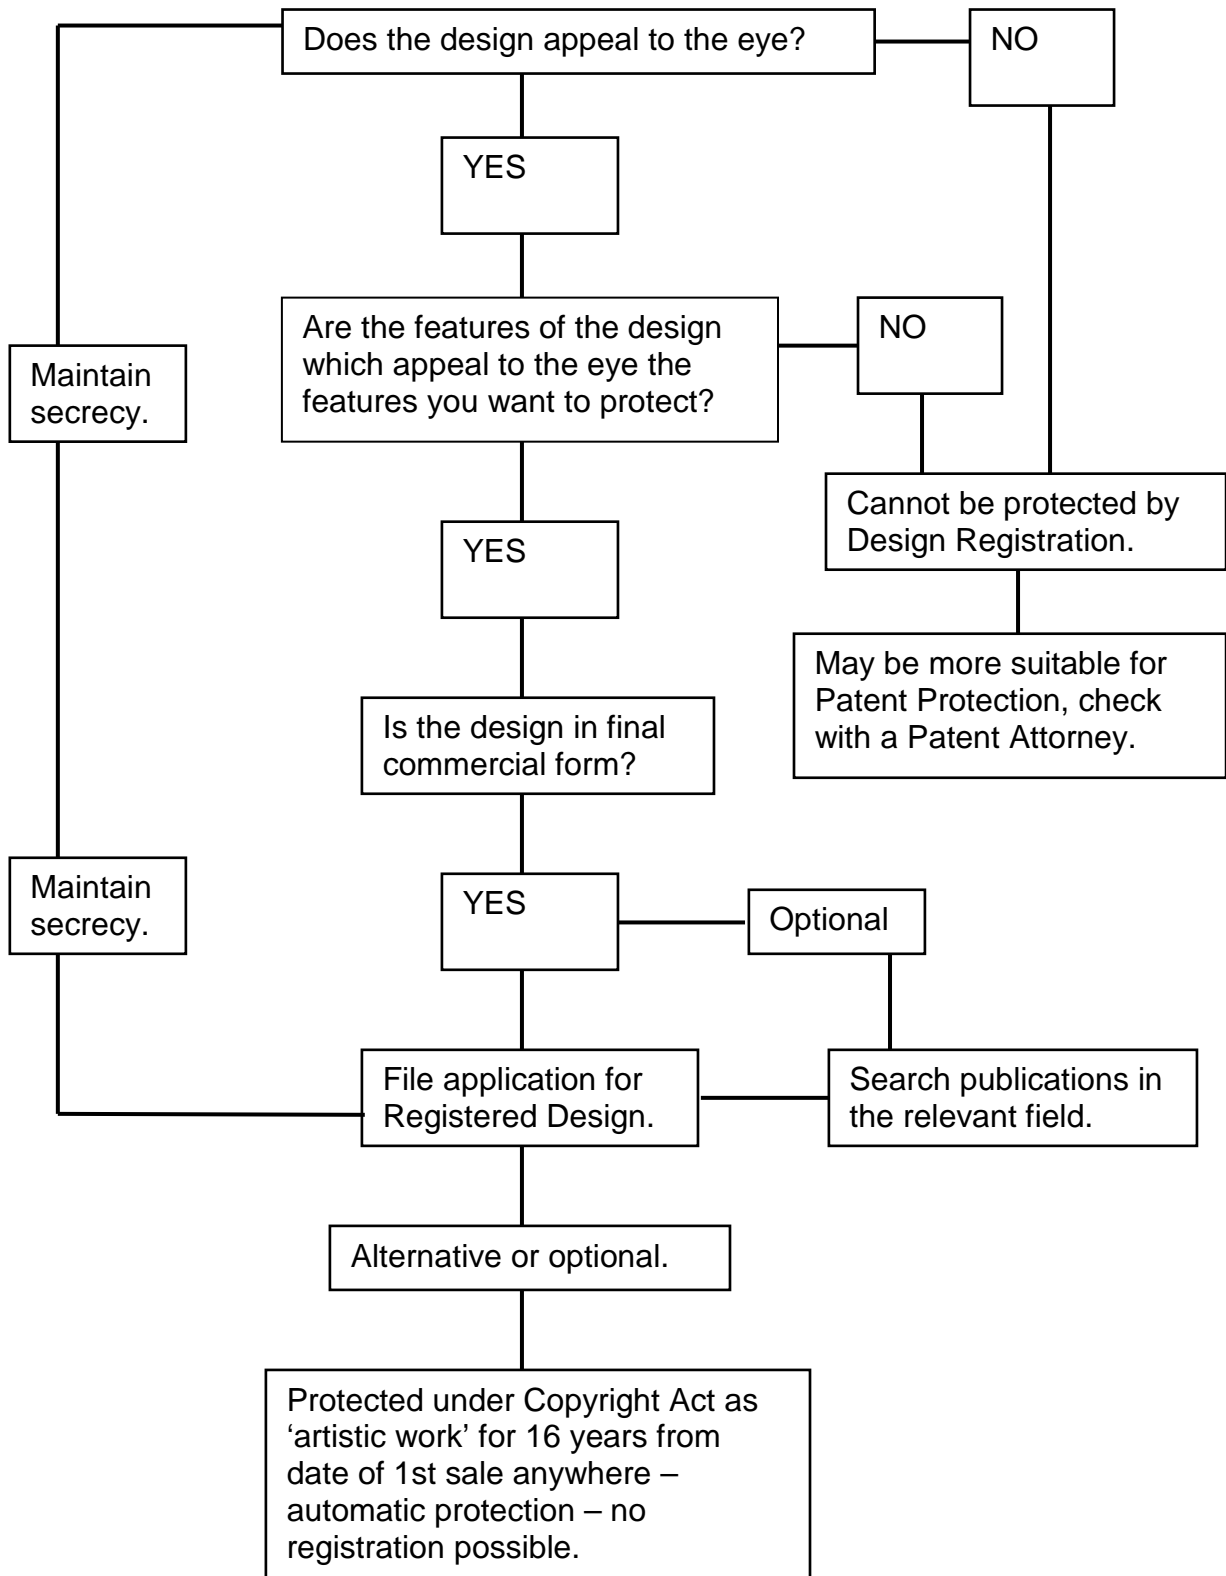 Does the design appeal to the eye?
NO
YES
Are the features of the design
which appeal to the eye the
features you want to protect?
NO
Maintain
secrecy.
Cannot be protected by
Design Registration.
YES
May be more suitable for
Patent Protection, check
with a Patent Attorney.
Is the design in final
commercial form?
Maintain
secrecy.
YES
Optional
File application for
Registered Design.
Search publications in
the relevant field.
Alternative or optional.
Protected under Copyright Act as
‘artistic work’ for 16 years from
date of 1st sale anywhere –
automatic protection – no
registration possible.